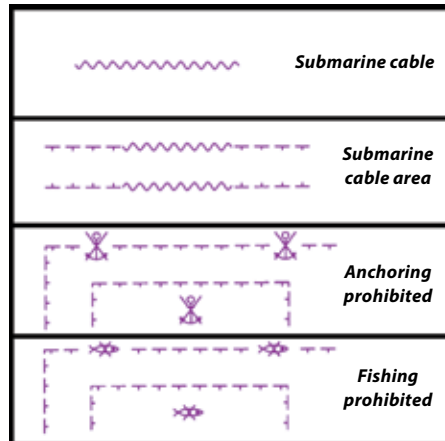 Submarine cable
Submarine
cable area
Anchoring
prohibited
Fishing
prohibited